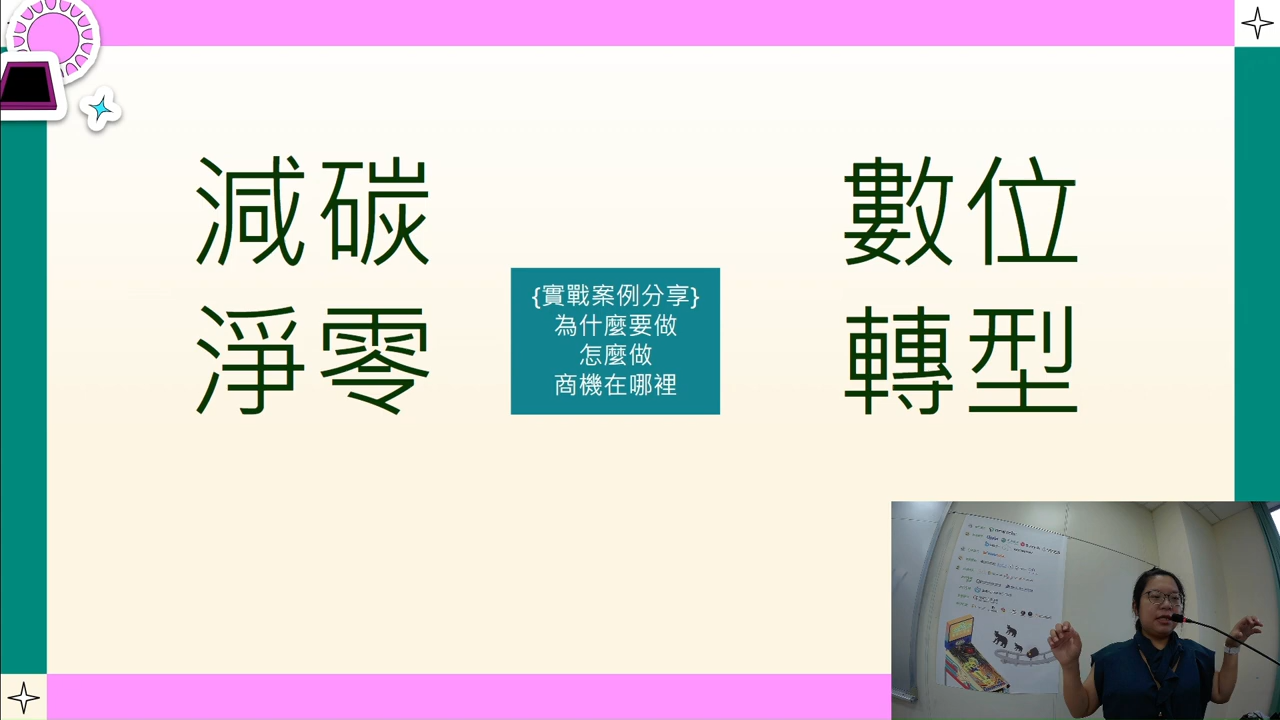 減碳
淨零
{實戰案例分享}
為什麼要做
怎麼做
商機在哪裡
數位
轉型